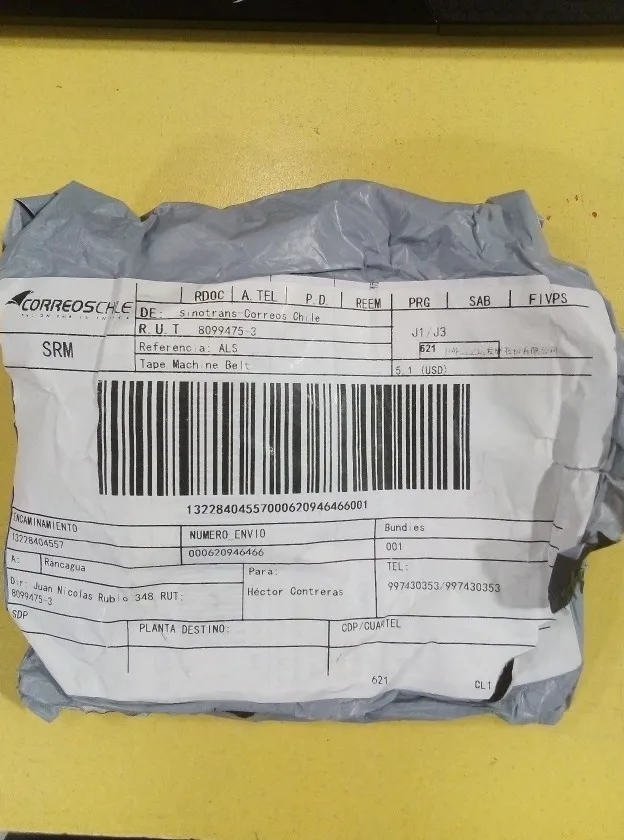 CORREOSCHILE
RDOC A. TEL P. D. REEM PRG SAB FIVPS
DE: Sinotrans-Correos Chile
R. U. T 8099475-3
J1/J3
SRM
Referencia: ALS
621
Tape Machine Belt
5.1 (USD)
13228404557000620946466001
ENCAMINAMIENTO
13228404557
NUMERO ENVIO
000620946466
Bundles
001
A: Rancagua
Para:
Héctor Contreras
TEL:
997430353/997430353
Dir: Juan Nicolas Rubio 348 RUT:
8099475-3
SDP
PLANTA DESTINO:
CDP/CUARTEL
621
CL1